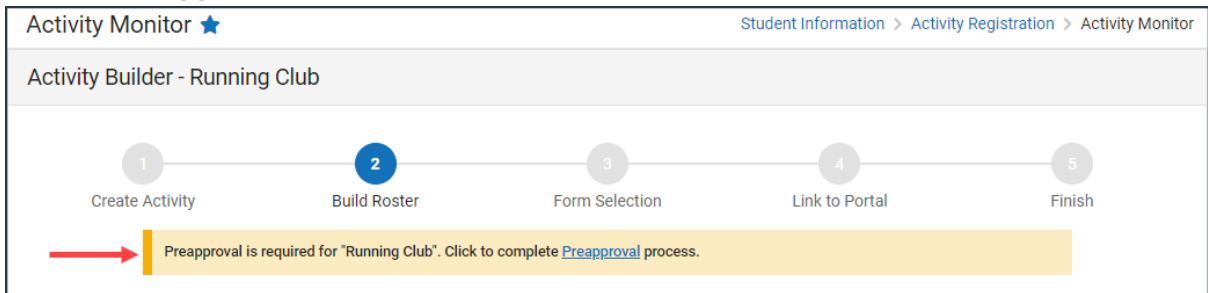 Activity Monitor
Student Information > Activity Registration > Activity Monitor
Activity Builder - Running Club
1 2 3 4 5
Create Activity Build Roster Form Selection Link to Portal Finish
Preapproval is required for "Running Club". Click to complete Preapproval process.